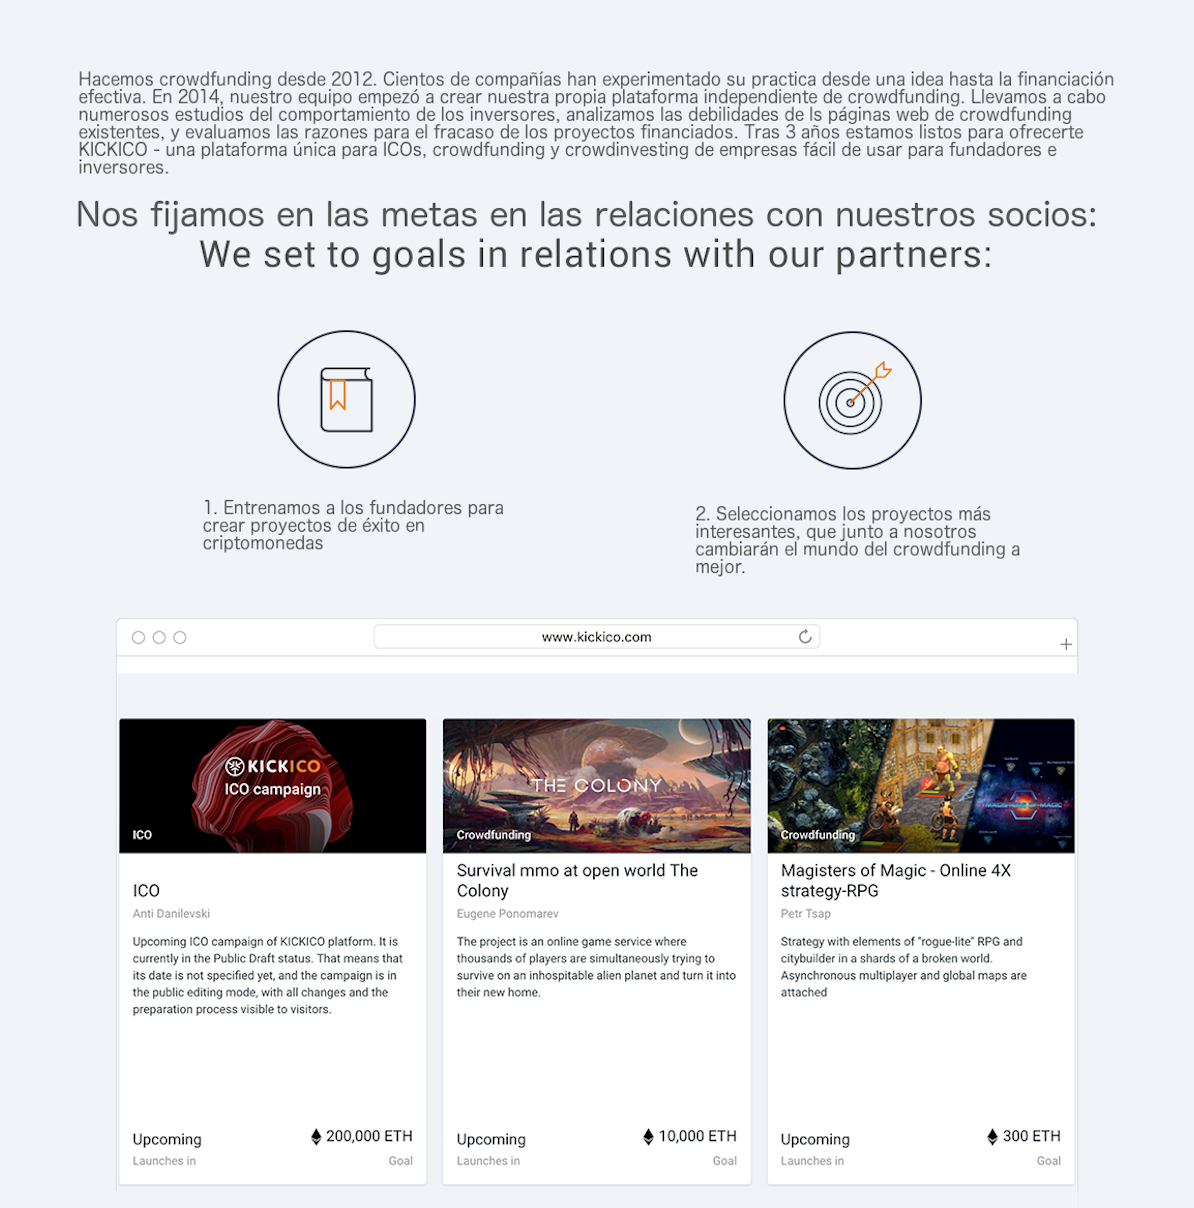 Hacemos crowdfunding desde 2012. Cientos de compañías han experimentado su practica desde una idea hasta la financiación
efectiva. En 2014, nuestro equipo empezó a crear nuestra propia plataforma independiente de crowdfunding. Llevamos a cabo
numerosos estudios del comportamiento de los inversores, analizamos las debilidades de ls páginas web de crowdfunding
existentes, y evaluamos las razones para el fracaso de los proyectos financiados. Tras 3 años estamos listos para ofrecerte
KICKICO - una plataforma única para ICOs, crowdfunding y crowdinvesting de empresas fácil de usar para fundadores e
inversores.
Nos fijamos en las metas en las relaciones con nuestros socios:
We set to goals in relations with our partners:
1. Entrenamos a los fundadores para
crear proyectos de éxito en
criptomonedas
2. Seleccionamos los proyectos más
interesantes, que junto a nosotros
cambiarán el mundo del crowdfunding a
mejor.
www.kickico.com
KICKICO
ICO campaign
ICO
ICO
Anti Danilevski
Upcoming ICO campaign of KICKICO platform. It is
currently in the Public Draft status. That means that
its date is not specified yet, and the campaign is in
the public editing mode, with all changes and the
preparation process visible to visitors.
Upcoming
200,000 ETH
Launches in
Goal
THE COLONY
Crowdfunding
Survival mmo at open world The
Colony
Eugene Ponomarev
The project is an online game service where
thousands of players are simultaneously trying to
survive on an inhospitable alien planet and turn it into
their new home.
Upcoming
10,000 ETH
Launches in
Goal
MAGISTERS OF MAGIC
Crowdfunding
Magisters of Magic - Online 4X
strategy-RPG
Petr Tsap
Strategy with elements of "rogue-lite" RPG and
citybuilder in a shards of a broken world.
Asynchronous multiplayer and global maps are
attached
Upcoming
300 ETH
Launches in
Goal